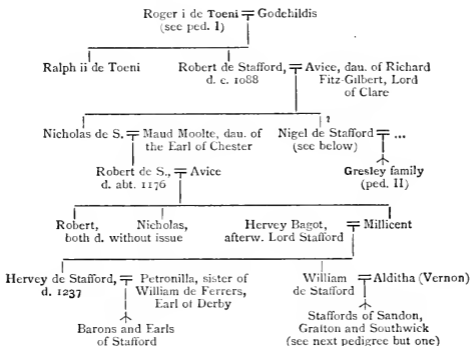 Roger i de Toeni = Godehildis
(see ped. I)
Ralph ii de Toeni Robert de Stafford, = Avice, dau. of Richard
d. c. 1088 Fitz-Gilbert, Lord
of Clare
?
Nicholas de S. = Maud Moolte, dau. of Nigel de Stafford = ...
the Earl of Chester (see below)
Robert de S., = Avice Gresley family
d. abt. 1176 (ped. II)
Robert, Nicholas, Hervey Bagot, = Millicent
both d. without issue afterw. Lord Stafford
Hervey de Stafford, = Petronilla, sister of William = Alditha (Vernon)
d. 1237 William de Ferrers, de Stafford
Earl of Derby
Barons and Earls Staffords of Sandon,
of Stafford Gratton and Southwick
(see next pedigree but one)